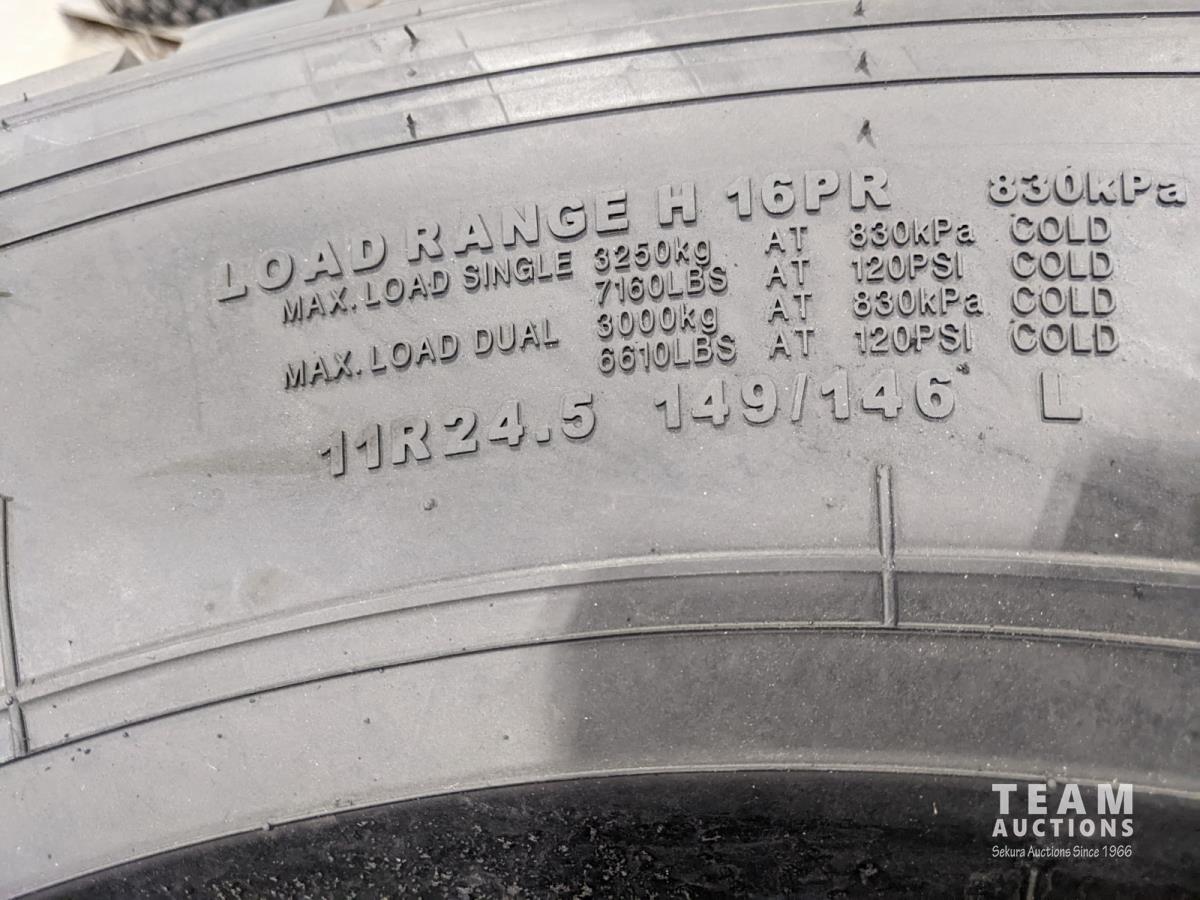 LOAD RANGE H 16PR 830kPa
MAX. LOAD SINGLE 3250kg AT 830kPa COLD
7160LBS AT 120PSI COLD
MAX. LOAD DUAL 3000kg AT 830kPa COLD
6610LBS AT 120PSI COLD
11R24.5 149/146 L
TEAM
AUCTIONS
Sekura Auctions Since 1966